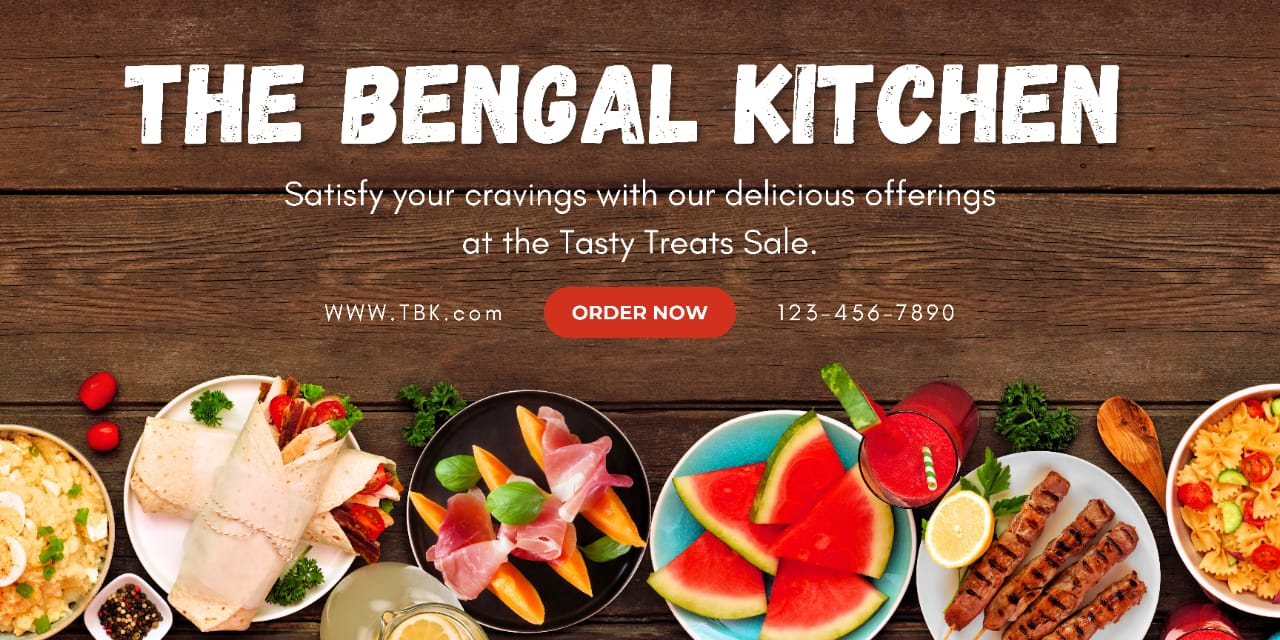 THE BENGAL KITCHEN
Satisfy your cravings with our delicious offerings
at the Tasty Treats Sale.
WWW.TBK.com ORDER NOW 123-456-7890